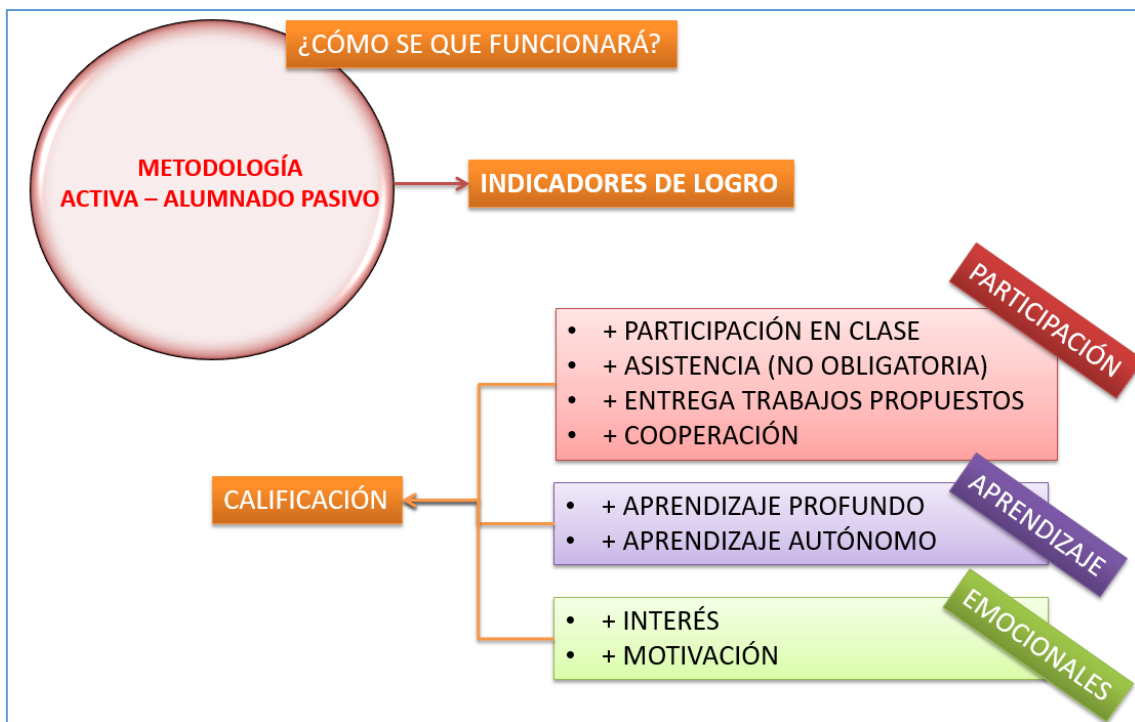 ¿CÓMO SE QUE FUNCIONARÁ?
METODOLOGÍA
ACTIVA – ALUMNADO PASIVO
INDICADORES DE LOGRO
PARTICIPACIÓN
• + PARTICIPACIÓN EN CLASE
• + ASISTENCIA (NO OBLIGATORIA)
• + ENTREGA TRABAJOS PROPUESTOS
• + COOPERACIÓN
CALIFICACIÓN
APRENDIZAJE
• + APRENDIZAJE PROFUNDO
• + APRENDIZAJE AUTÓNOMO
EMOCIONALES
• + INTERÉS
• + MOTIVACIÓN